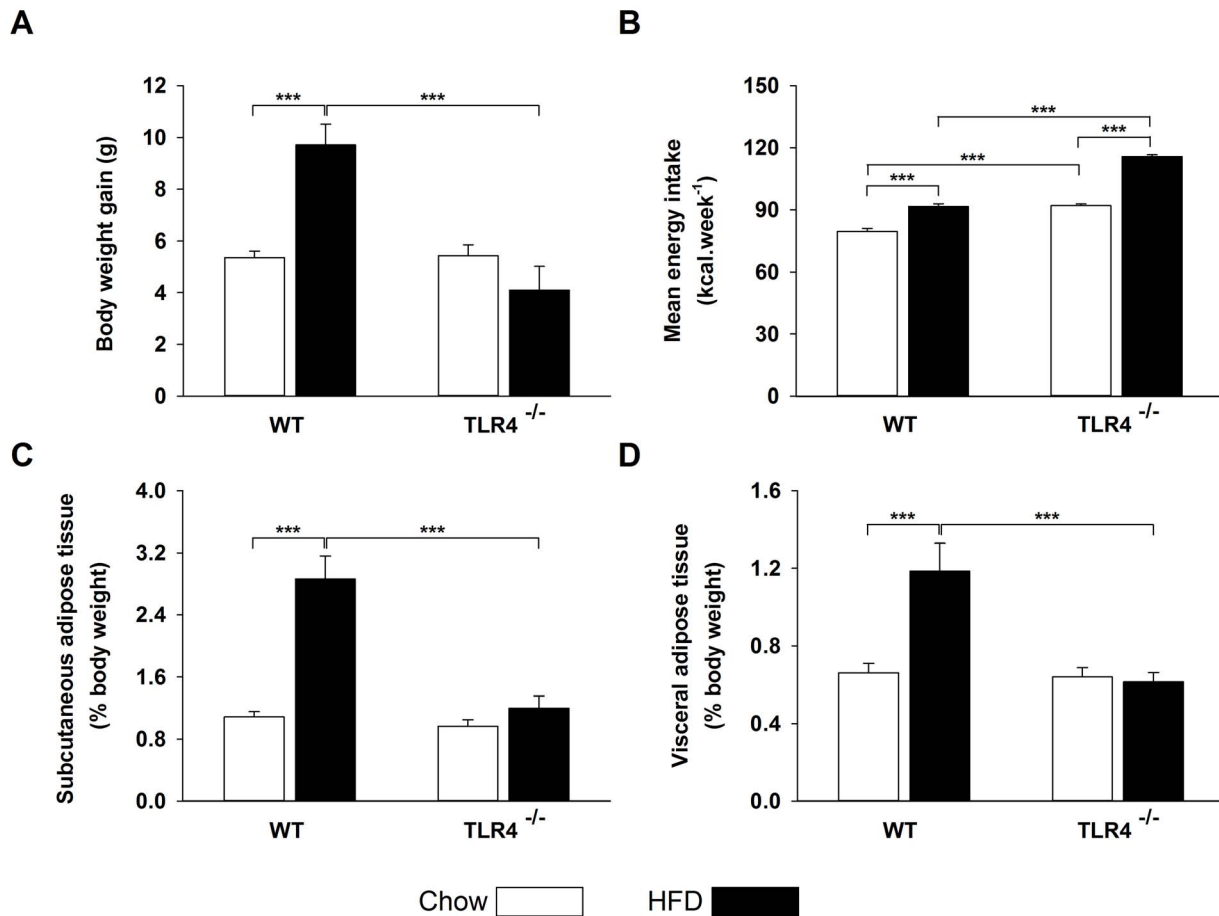 A
Body weight gain (g)
12
10
8
6
4
2
0
***
***
WT
TLR4 -/-
B
Mean energy intake
(kcal.week-1)
150
120
90
60
30
0
***
***
***
***
WT
TLR4 -/-
C
Subcutaneous adipose tissue
(% body weight)
4.0
3.2
2.4
1.6
0.8
0.0
***
***
WT
TLR4 -/-
D
Visceral adipose tissue
(% body weight)
1.6
1.2
0.8
0.4
0.0
***
***
WT
TLR4 -/-
Chow
HFD